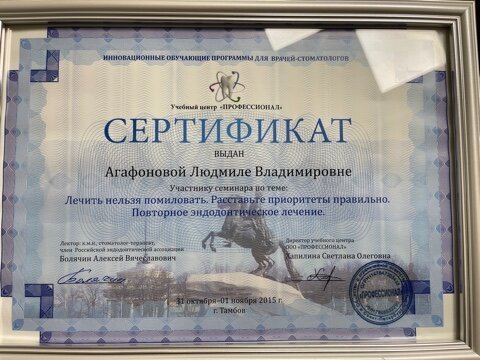 ИННОВАЦИОННЫЕ ОБУЧАЮЩИЕ ПРОГРАММЫ ДЛЯ ВРАЧЕЙ-СТОМАТОЛОГОВ
Учебный центр «ПРОФЕССИОНАЛ»
СЕРТИФИКАТ
ВЫДАН
Агафоновой Людмиле Владимировне
Участнику семинара по теме:
Лечить нельзя помиловать. Расставьте приоритеты правильно.
Повторное эндодонтическое лечение.
Лектор: к.м.н, стоматолог-терапевт,
член Российской эндодонтической ассоциации
Болячин Алексей Вячеславович
Директор учебного центра
ООО «ПРОФЕССИОНАЛ»
Хапилина Светлана Олеговна
31 октября-01 ноября 2015 г.
г. Тамбов
«ПРОФЕССИОНАЛ»